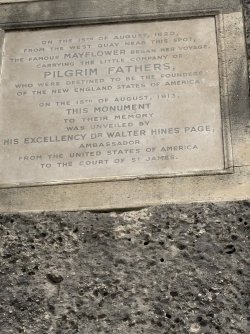 ON THE 15TH OF AUGUST, 1620,
FROM THE WEST QUAY NEAR THIS SPOT,
THE FAMOUS MAYFLOWER BEGAN HER VOYAGE,
CARRYING THE LITTLE COMPANY OF
PILGRIM FATHERS,
WHO WERE DESTINED TO BE THE FOUNDERS
OF THE NEW ENGLAND STATES OF AMERICA.
ON THE 15TH OF AUGUST, 1913,
THIS MONUMENT
TO THEIR MEMORY
WAS UNVEILED BY
HIS EXCELLENCY DR WALTER HINES PAGE,
AMBASSADOR
FROM THE UNITED STATES OF AMERICA
TO THE COURT OF ST. JAMES.